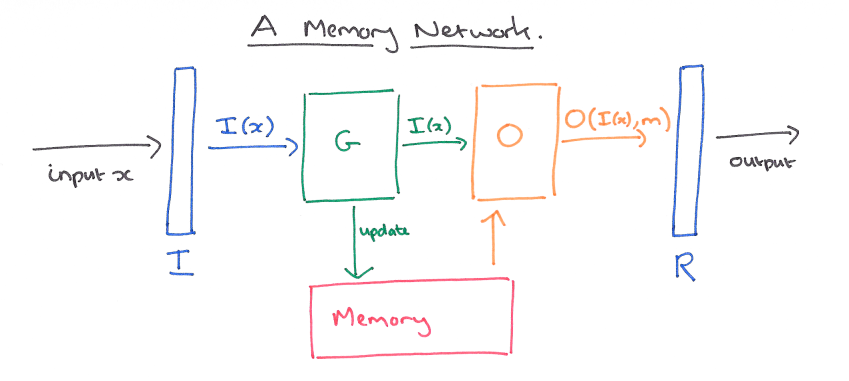 A Memory Network.
input x
I
I(x)
G
I(x)
update
O
O(I(x),m)
R
output
Memory